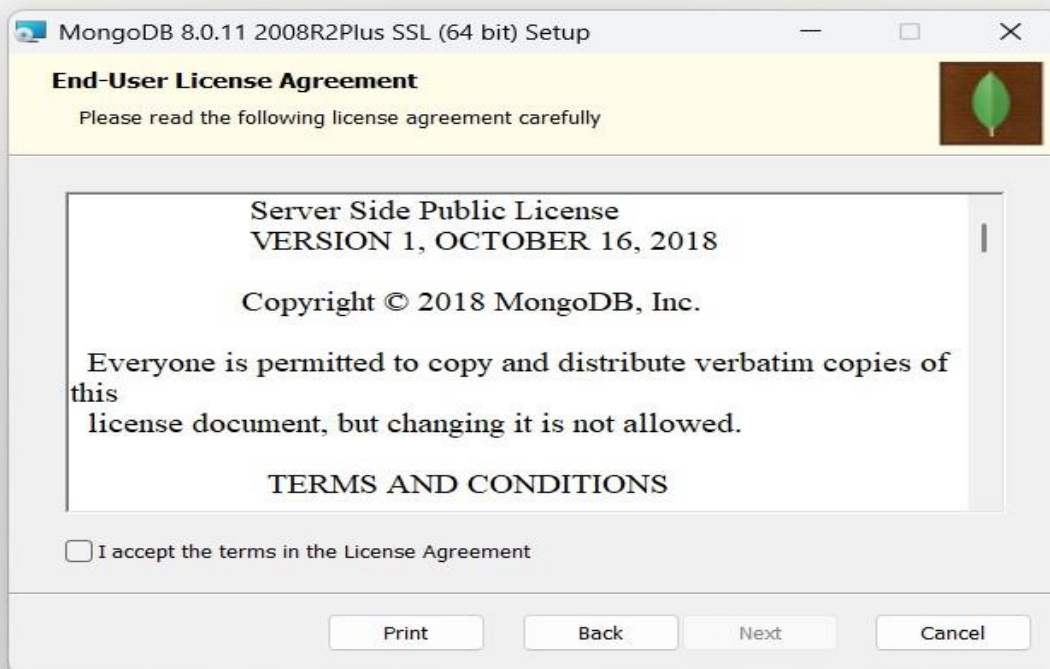 MongoDB 8.0.11 2008R2Plus SSL (64 bit) Setup
End-User License Agreement
Please read the following license agreement carefully
Server Side Public License
VERSION 1, OCTOBER 16, 2018
Copyright © 2018 MongoDB, Inc.
Everyone is permitted to copy and distribute verbatim copies of
this
license document, but changing it is not allowed.
TERMS AND CONDITIONS
I accept the terms in the License Agreement
Print Back Next Cancel